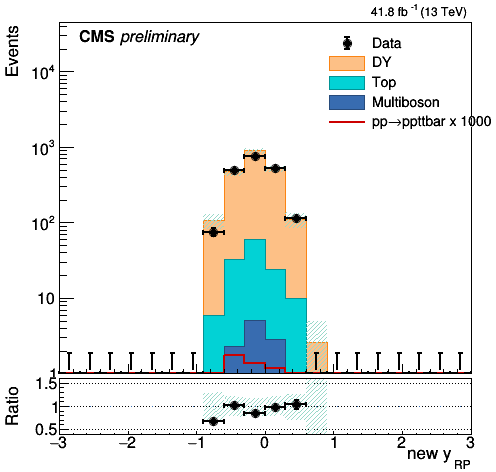 41.8 fb⁻¹ (13 TeV)
CMS preliminary
Events
Data
DY
Top
Multiboson
pp→ppttbar x 1000
10⁴
10³
10²
10
1
Ratio
1.5
1
0.5
−3 −2 −1 0 1 2 3
new y_RP